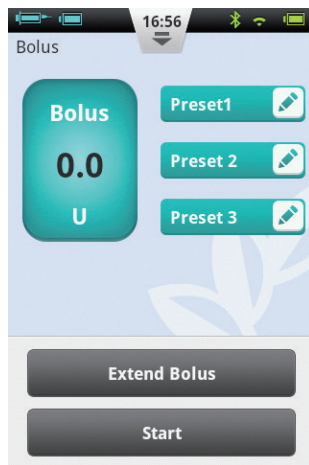 16:56
Bolus
Bolus
0.0
U
Preset1
Preset 2
Preset 3
Extend Bolus
Start